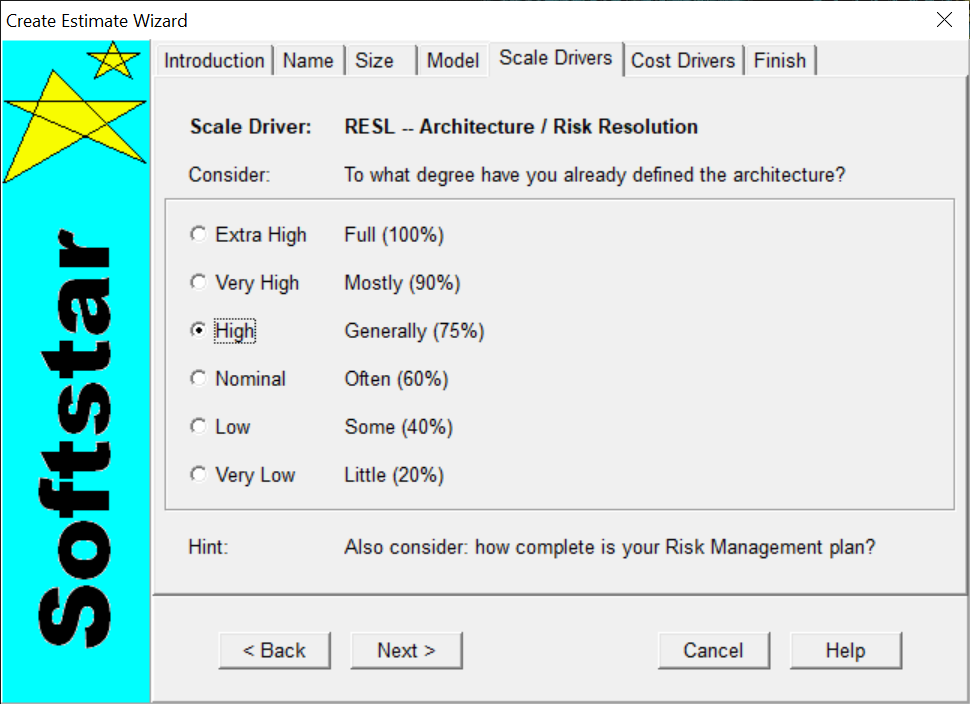 Create Estimate Wizard
Softstar
Introduction Name Size Model Scale Drivers Cost Drivers Finish
Scale Driver: RESL -- Architecture / Risk Resolution
Consider: To what degree have you already defined the architecture?
Extra High Full (100%)
Very High Mostly (90%)
High Generally (75%)
Nominal Often (60%)
Low Some (40%)
Very Low Little (20%)
Hint: Also consider: how complete is your Risk Management plan?
< Back Next > Cancel Help